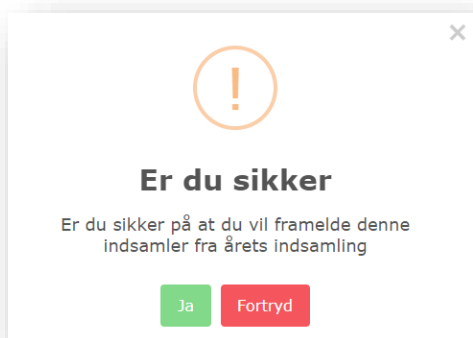 !
Er du sikker
Er du sikker på at du vil framelde denne
indsamler fra årets indsamling
Ja
Fortryd